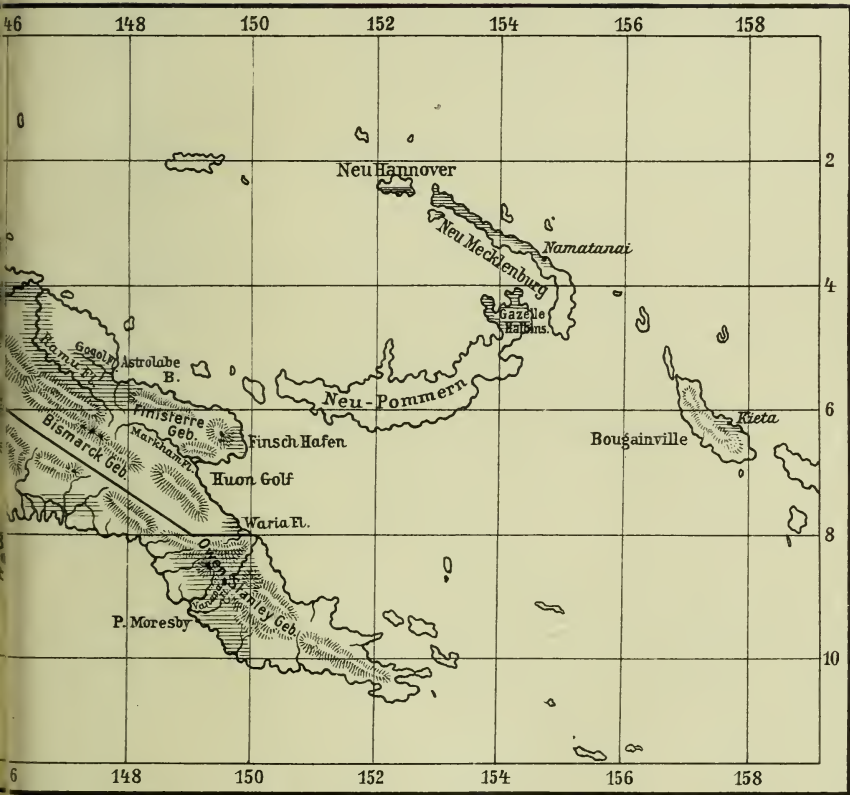 46 148 150 152 154 156 158
2
Neu Hannover
Neu Mecklenburg
Namatanai
4
Gazelle
Halbins.
Gogol Fl.
Ramu Fl.
Astrolabe
B.
Neu-Pommern
6
Finisterre
Geb.
Markham Fl.
Bismarck Geb.
Finsch Hafen
Kieta
Bougainville
Huon Golf
Waria Fl.
8
Owen Stanley Geb.
P. Moresby
10
6 148 150 152 154 156 158